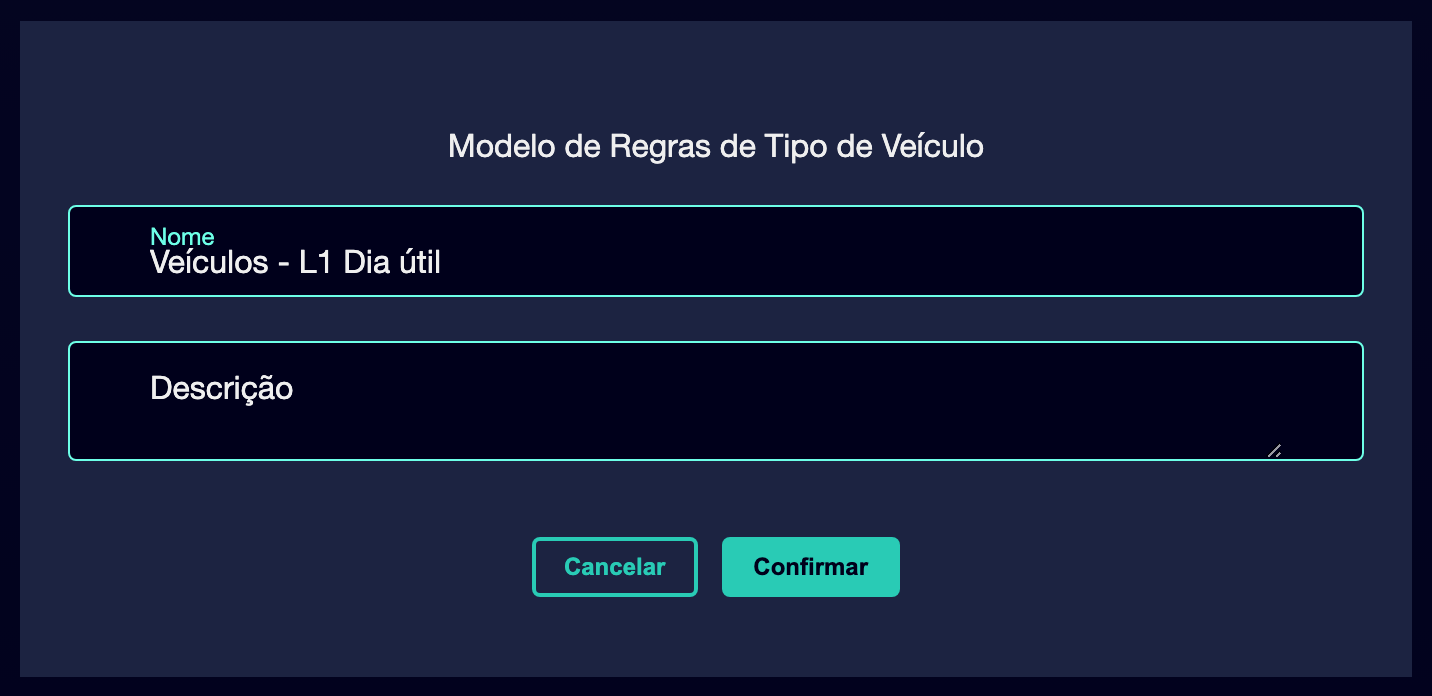 Modelo de Regras de Tipo de Veículo
Nome
Veículos - L1 Dia útil
Descrição
Cancelar
Confirmar